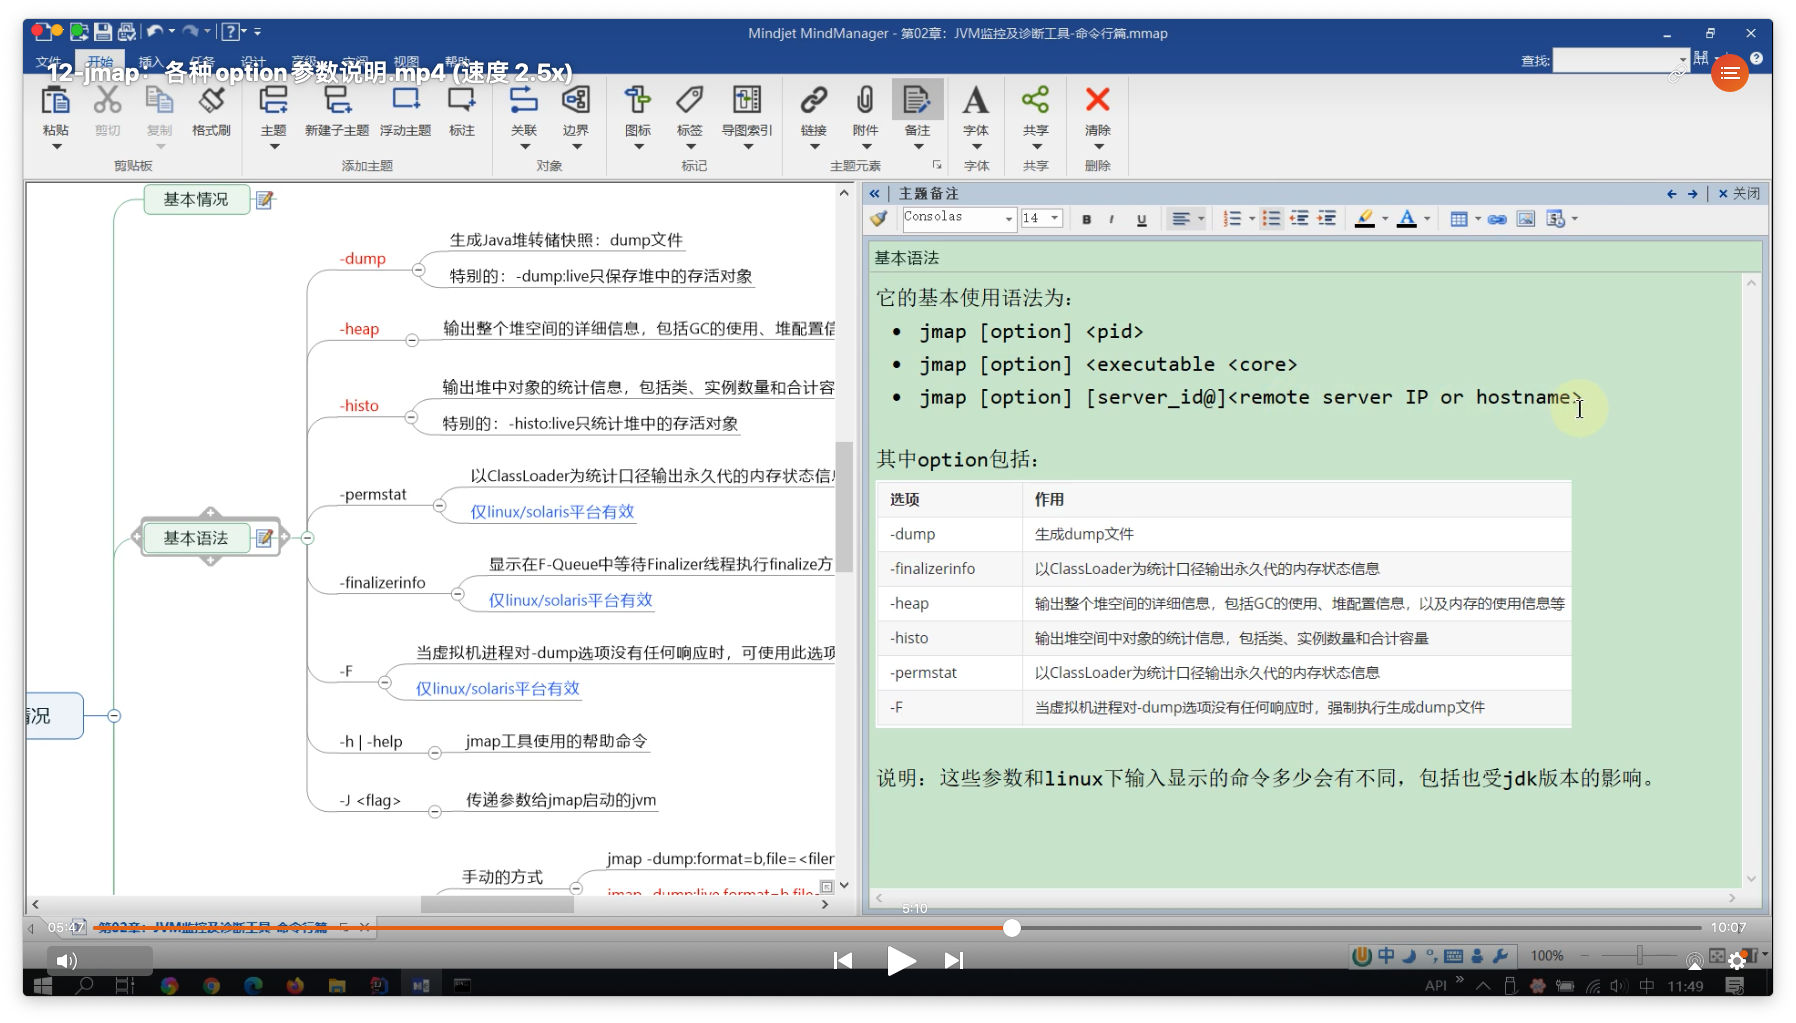 Mindjet MindManager - 第02章：JVM监控及诊断工具-命令行篇.mmap
12-jmap：各种option参数说明.mp4 (速度 2.5x)
查找:
粘贴 剪切 复制 格式刷 主题 新建子主题 浮动主题 标注 关联 边界 图标 标签 导图索引 链接 附件 备注 字体 共享 清除
剪贴板 添加主题 对象 标记 主题元素 字体 共享 删除
基本情况
-dump
生成Java堆转储快照：dump文件
特别的：-dump:live只保存堆中的存活对象
-heap
输出整个堆空间的详细信息，包括GC的使用、堆配置信
-histo
输出堆中对象的统计信息，包括类、实例数量和合计容
特别的：-histo:live只统计堆中的存活对象
-permstat
以ClassLoader为统计口径输出永久代的内存状态信
仅linux/solaris平台有效
基本语法
-finalizerinfo
显示在F-Queue中等待Finalizer线程执行finalize方
仅linux/solaris平台有效
-F
当虚拟机进程对-dump选项没有任何响应时，可使用此选项
仅linux/solaris平台有效
况
-h | -help
jmap工具使用的帮助命令
-J <flag>
传递参数给jmap启动的jvm
手动的方式
jmap -dump:format=b,file=<filer
主题备注
关闭
Consolas 14 B I U
基本语法
它的基本使用语法为：
• jmap [option] <pid>
• jmap [option] <executable <core>
• jmap [option] [server_id@]<remote server IP or hostname>
其中option包括：
选项 作用
-dump 生成dump文件
-finalizerinfo 以ClassLoader为统计口径输出永久代的内存状态信息
-heap 输出整个堆空间的详细信息，包括GC的使用、堆配置信息，以及内存的使用信息等
-histo 输出堆空间中对象的统计信息，包括类、实例数量和合计容量
-permstat 以ClassLoader为统计口径输出永久代的内存状态信息
-F 当虚拟机进程对-dump选项没有任何响应时，强制执行生成dump文件
说明：这些参数和linux下输入显示的命令多少会有不同，包括也受jdk版本的影响。
5:10
05:47 第02章：JVM监控及诊断工具-命令行篇 10:07
中 100%
API 中 11:49